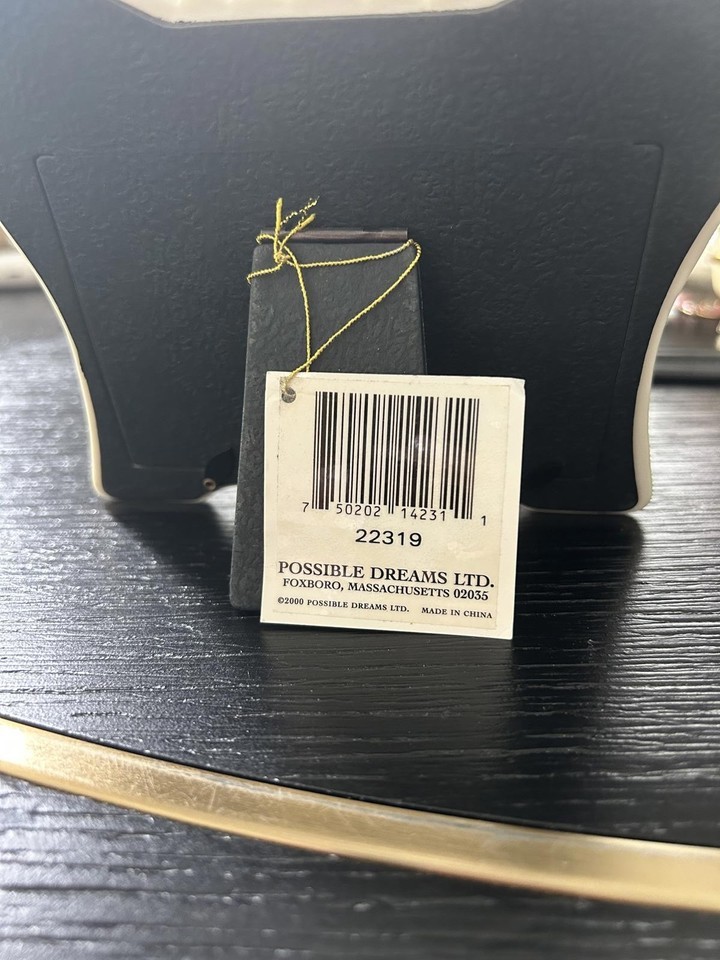 7 50202 14231 1
22319
POSSIBLE DREAMS LTD.
FOXBORO, MASSACHUSETTS 02035
©2000 POSSIBLE DREAMS LTD. MADE IN CHINA